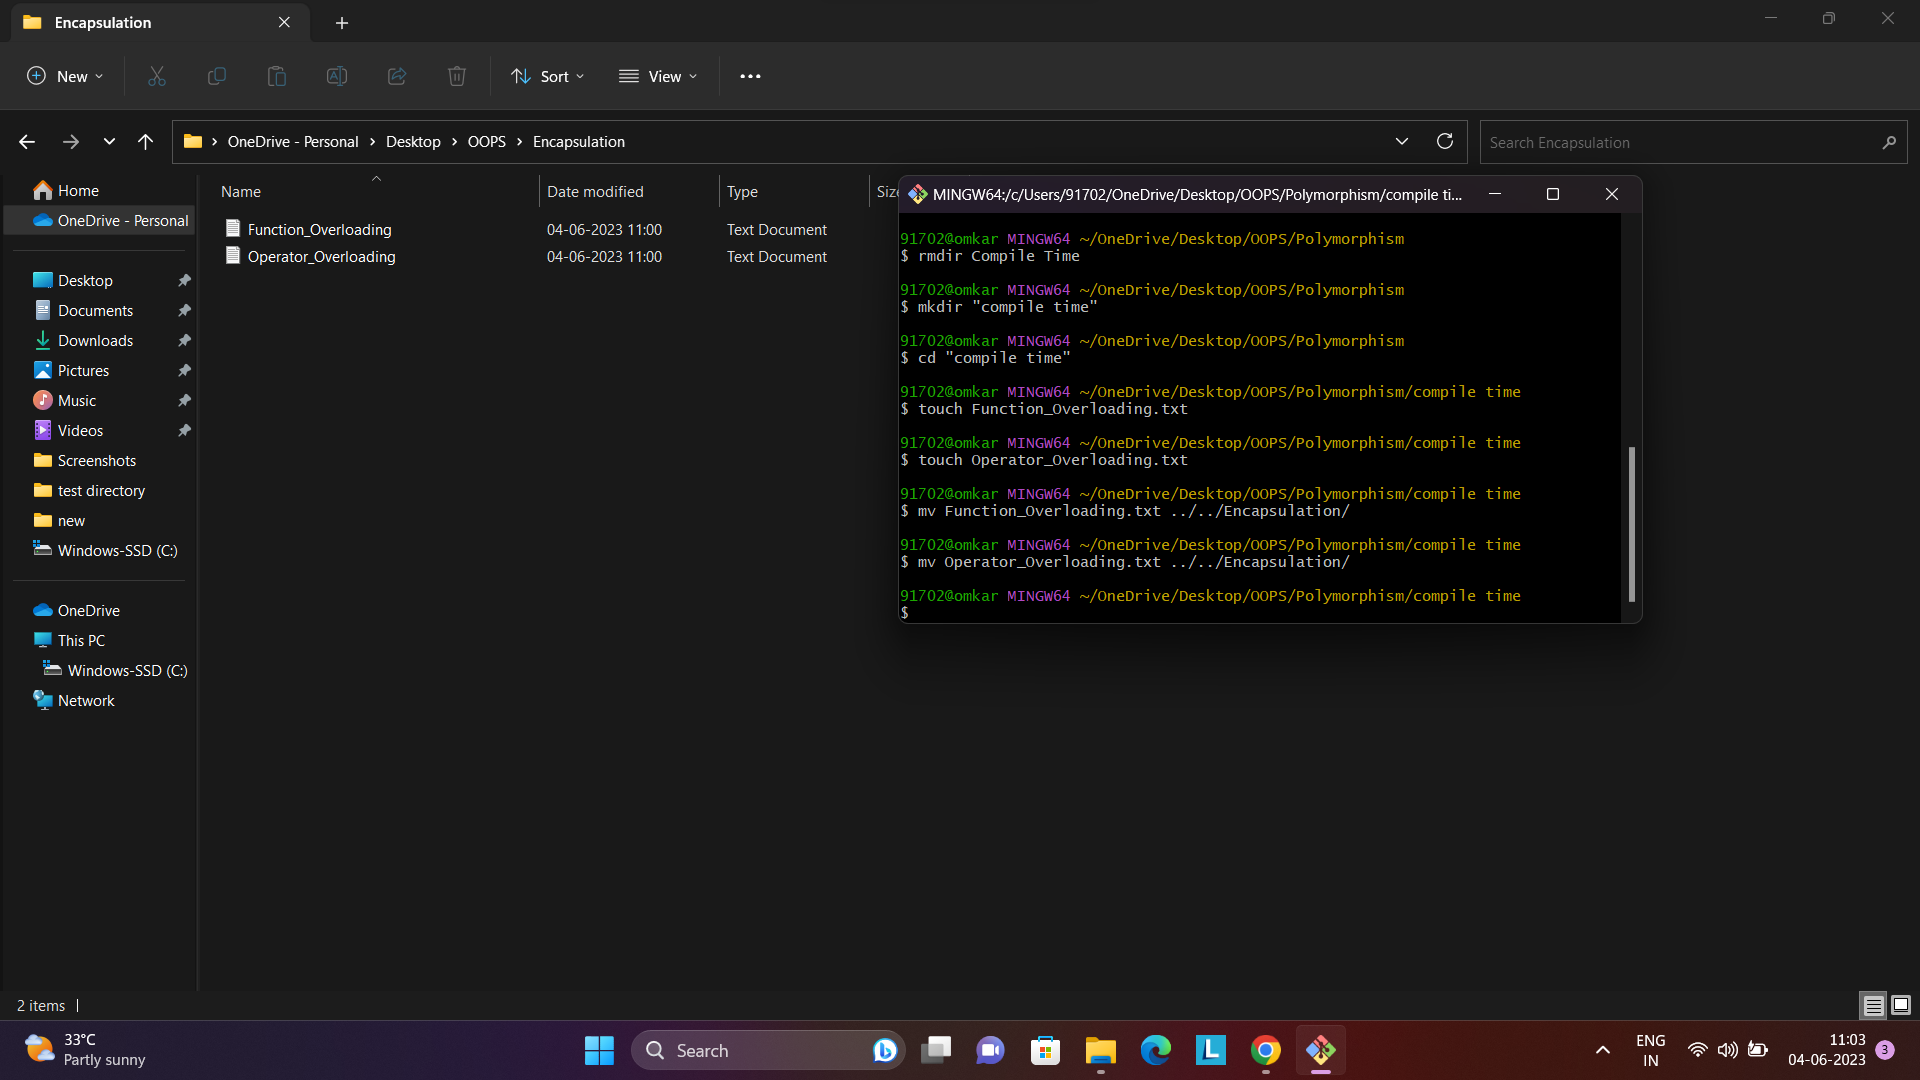 Encapsulation
New
Sort
View
OneDrive - Personal
Desktop
OOPS
Encapsulation
Search Encapsulation
Home
OneDrive - Personal
Desktop
Documents
Downloads
Pictures
Music
Videos
Screenshots
test directory
new
Windows-SSD (C:)
OneDrive
This PC
Windows-SSD (C:)
Network
Name Date modified Type
Function_Overloading 04-06-2023 11:00 Text Document
Operator_Overloading 04-06-2023 11:00 Text Document
MINGW64:/c/Users/91702/OneDrive/Desktop/OOPS/Polymorphism/compile ti...
91702@omkar MINGW64 ~/OneDrive/Desktop/OOPS/Polymorphism
$ rmdir Compile Time
91702@omkar MINGW64 ~/OneDrive/Desktop/OOPS/Polymorphism
$ mkdir "compile time"
91702@omkar MINGW64 ~/OneDrive/Desktop/OOPS/Polymorphism
$ cd "compile time"
91702@omkar MINGW64 ~/OneDrive/Desktop/OOPS/Polymorphism/compile time
$ touch Function_Overloading.txt
91702@omkar MINGW64 ~/OneDrive/Desktop/OOPS/Polymorphism/compile time
$ touch Operator_Overloading.txt
91702@omkar MINGW64 ~/OneDrive/Desktop/OOPS/Polymorphism/compile time
$ mv Function_Overloading.txt ../../Encapsulation/
91702@omkar MINGW64 ~/OneDrive/Desktop/OOPS/Polymorphism/compile time
$ mv Operator_Overloading.txt ../../Encapsulation/
91702@omkar MINGW64 ~/OneDrive/Desktop/OOPS/Polymorphism/compile time
$
2 items
33°C
Partly sunny
Search
ENG
IN
11:03
04-06-2023
3